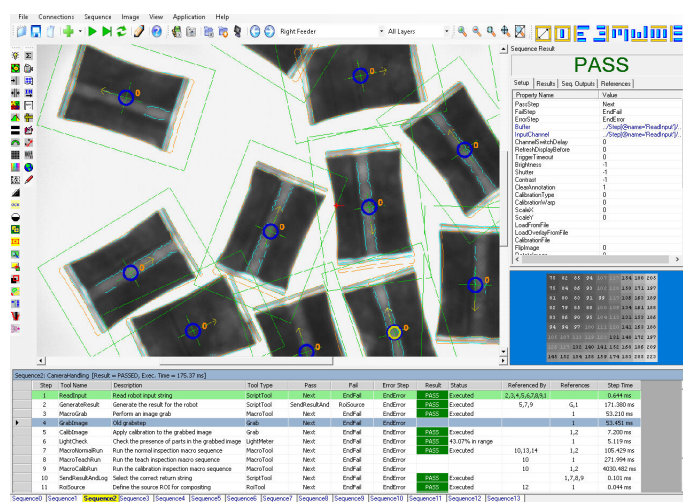 File Connections Sequence Image View Application Help
Right Feeder
All Layers
Sequence Result
PASS
Setup Results Seq. Outputs References
Property Name Value
PassStep Next
FailStep EndFail
ErrorStep EndError
Buffer ../Step[@name='ReadInput']/..
InputChannel ../Step[@name='ReadInput']/..
ChannelSwitchDelay 0
RefreshDisplayBefore 0
TriggerTimeout 0
Brightness -1
Shutter -1
Contrast -1
ClearAnnotation 1
CalibrationType 0
CalibrationWarp 0
ScaleX 0
ScaleY 0
LoadFromFile
LoadOverlayFromFile
CalibrationFile
FlipImage 0
Sequence2: CameraHandling [Result = PASSED, Exec. Time = 175.37 ms]
Step Tool Name Description Tool Type Pass Fail Error Step Result Status Referenced By References Step Time
1 ReadInput Read robot input string ScriptTool Next EndFail EndError PASS Executed 2,3,4,5,6,7,8,9,1 0.644 ms
2 GenerateResult Generate the result for the robot ScriptTool SendResultAnd RoiSource EndError PASS Executed 5,7,9 G,1 171.380 ms
3 MacroGrab Perform an image grab MacroTool Next EndFail EndError PASS Executed 1 53.210 ms
4 GrabImage Old grabstep Grab Next EndFail EndError 1 53.451 ms
5 CalibImage Apply calibration to the grabbed image Grab Next EndFail EndError PASS Executed 1,2 7.200 ms
6 LightCheck Check the presence of parts in the grabbed image LightMeter Next EndFail EndError PASS 43.07% in range 1 5.119 ms
7 MacroNormalRun Run the normal inspection macro sequence MacroTool Next EndFail EndError PASS Executed 10,13,14 1,2 105.429 ms
8 MacroTeachRun Run the teach inspection macro sequence MacroTool Next EndFail EndError 10 1 271.994 ms
9 MacroCalibRun Run the calibration inspection macro sequence MacroTool Next EndFail EndError 10 1,2 4030.482 ms
10 SendResultAndLog Select the correct return string ScriptTool Next EndFail EndError PASS Executed 1,7,8,9 0.101 ms
11 RoiSource Define the source ROI for compositing RoiTool Next EndFail EndError 12 1 0.044 ms
Sequence0 Sequence1 Sequence2 Sequence3 Sequence4 Sequence5 Sequence6 Sequence7 Sequence8 Sequence9 Sequence10 Sequence11 Sequence12 Sequence13